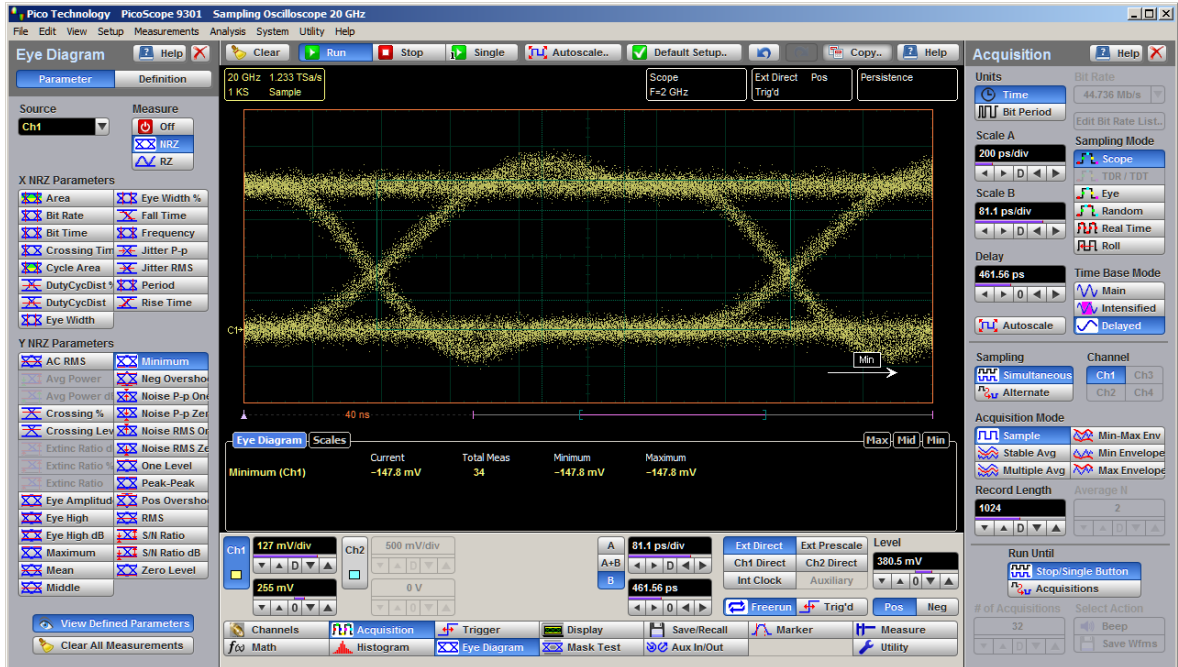 Pico Technology PicoScope 9301 Sampling Oscilloscope 20 GHz
File Edit View Setup Measurements Analysis System Utility Help
Eye Diagram
Help
Parameter
Definition
Source
Measure
Ch1
Off
NRZ
RZ
X NRZ Parameters
Area
Eye Width %
Bit Rate
Fall Time
Bit Time
Frequency
Crossing Tim
Jitter P-p
Cycle Area
Jitter RMS
DutyCycDist %
Period
DutyCycDist
Rise Time
Eye Width
Y NRZ Parameters
AC RMS
Minimum
Avg Power
Neg Oversho
Avg Power d
Noise P-p One
Crossing %
Noise P-p Zer
Crossing Lev
Noise RMS On
Extinc Ratio d
Noise RMS Ze
Extinc Ratio %
One Level
Extinc Ratio
Peak-Peak
Eye Amplitud
Pos Oversho
Eye High
RMS
Eye High dB
S/N Ratio
Maximum
S/N Ratio dB
Mean
Zero Level
Middle
View Defined Parameters
Clear All Measurements
Clear
Run
Stop
Single
Autoscale..
Default Setup..
Copy..
Help
20 GHz 1.233 TSa/s
1 KS Sample
Scope
F=2 GHz
Ext Direct Pos
Trig'd
Persistence
C1
Min
40 ns
Eye Diagram
Scales
Max
Mid
Min
Current Total Meas Minimum Maximum
Minimum (Ch1) -147.8 mV 34 -147.8 mV -147.8 mV
Ch1
127 mV/div
D
255 mV
0
Ch2
500 mV/div
D
0 V
0
A
A+B
B
81.1 ps/div
D
461.56 ps
0
Ext Direct
Ext Prescale
Ch1 Direct
Ch2 Direct
Int Clock
Auxiliary
Freerun
Trig'd
Level
380.5 mV
0
Pos
Neg
Channels
Acquisition
Trigger
Display
Save/Recall
Marker
Measure
f(x) Math
Histogram
Eye Diagram
Mask Test
Aux In/Out
Utility
Acquisition
Help
Units
Time
Bit Period
Bit Rate
44.736 Mb/s
Edit Bit Rate List..
Scale A
200 ps/div
D
Scale B
81.1 ps/div
D
Delay
461.56 ps
0
Autoscale
Sampling Mode
Scope
TDR / TDT
Eye
Random
Real Time
Roll
Time Base Mode
Main
Intensified
Delayed
Sampling
Simultaneous
Alternate
Channel
Ch1
Ch3
Ch2
Ch4
Acquisition Mode
Sample
Min-Max Env
Stable Avg
Min Envelope
Multiple Avg
Max Envelope
Record Length
1024
D
Average N
2
D
Run Until
Stop/Single Button
Acquisitions
# of Acquisitions
32
D
Select Action
Beep
Save Wfms